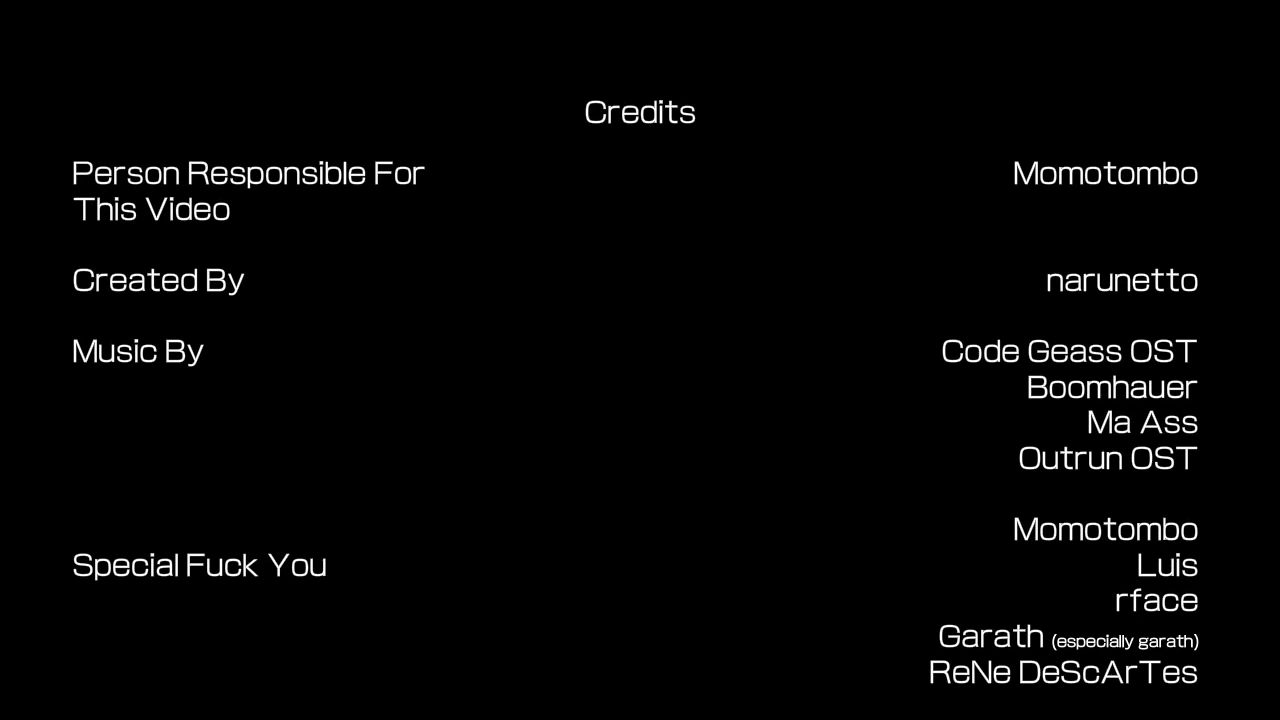 Credits
Person Responsible For
This Video
Momotombo
Created By
narunetto
Music By
Code Geass OST
Boomhauer
Ma Ass
Outrun OST
Special Fuck You
Momotombo
Luis
rface
Garath (especially garath)
ReNe DeScArTes